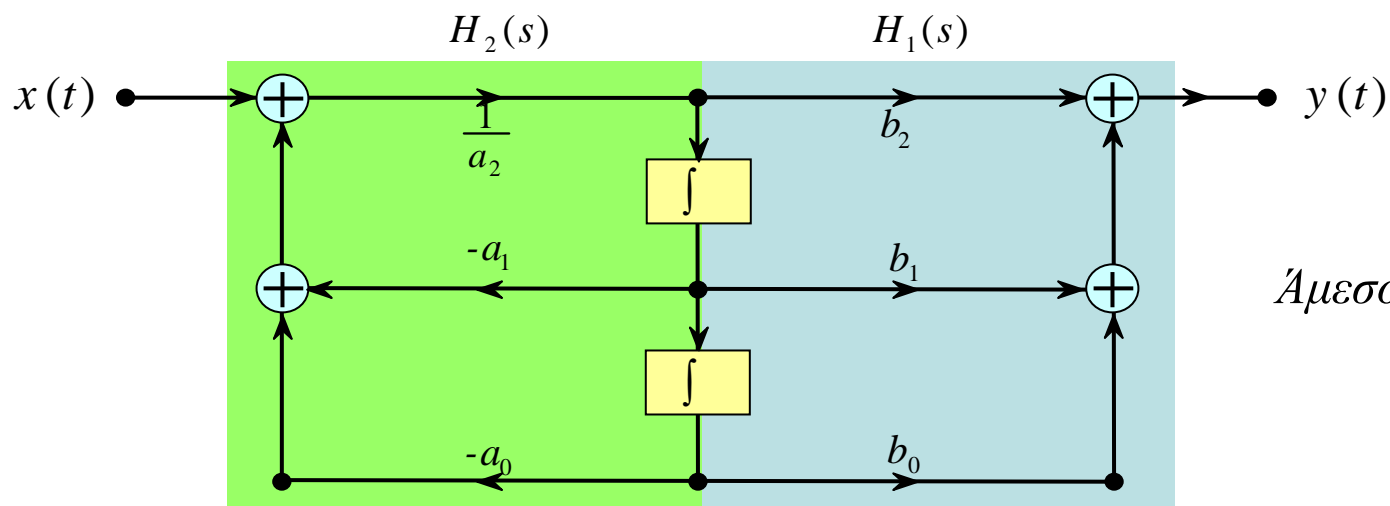 H₂(s) H₁(s)
x(t) y(t)
1/a₂ b₂
∫
-a₁ b₁
∫
-a₀ b₀